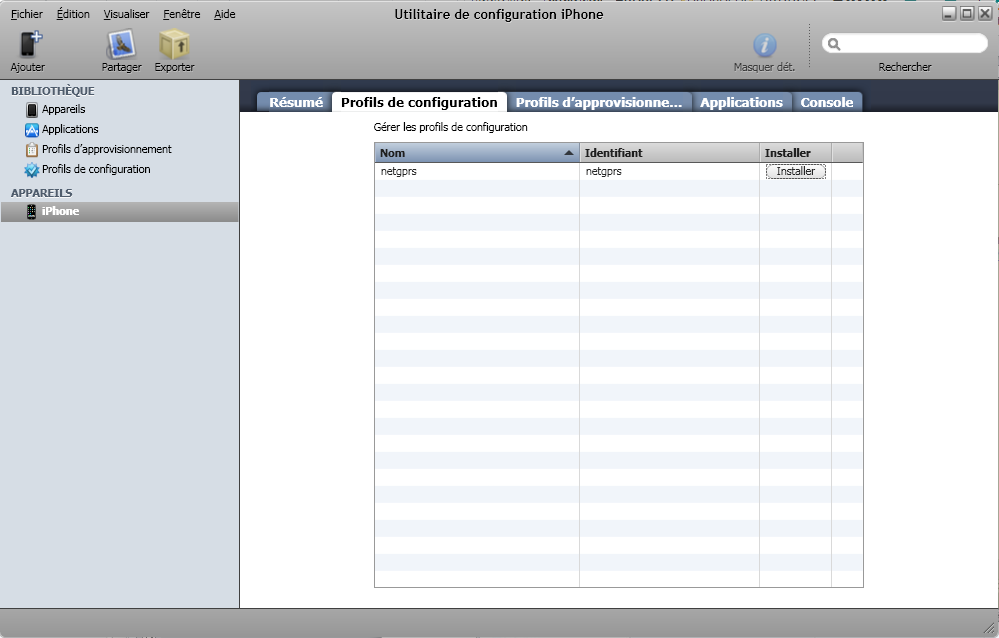 Utilitaire de configuration iPhone
Fichier Édition Visualiser Fenêtre Aide
Ajouter Partager Exporter Masquer dét. Rechercher
BIBLIOTHÈQUE
Appareils
Applications
Profils d'approvisionnement
Profils de configuration
APPAREILS
iPhone
Résumé Profils de configuration Profils d'approvisionne... Applications Console
Gérer les profils de configuration
Nom Identifiant Installer
netgprs netgprs Installer